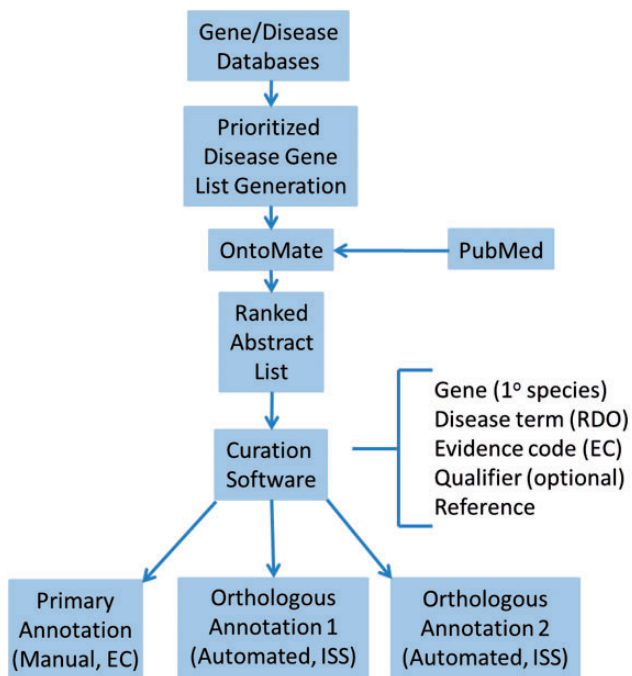 Gene/Disease
Databases
Prioritized
Disease Gene
List Generation
OntoMate
PubMed
Ranked
Abstract
List
Gene (1º species)
Disease term (RDO)
Evidence code (EC)
Qualifier (optional)
Reference
Curation
Software
Primary
Annotation
(Manual, EC)
Orthologous
Annotation 1
(Automated, ISS)
Orthologous
Annotation 2
(Automated, ISS)